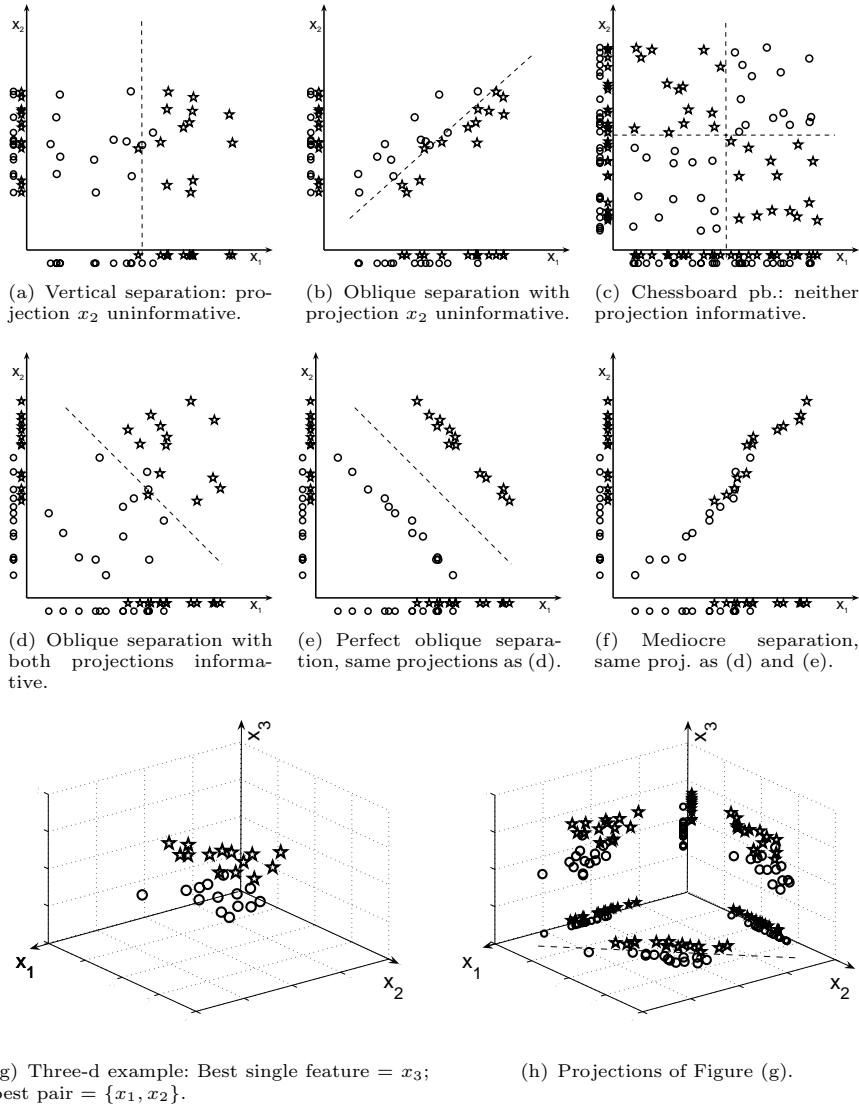 x₂ x₂ x₂
x₁ x₁ x₁
(a) Vertical separation: pro-
jection x₂ uninformative.
(b) Oblique separation with
projection x₂ uninformative.
(c) Chessboard pb.: neither
projection informative.
x₂ x₂ x₂
x₁ x₁ x₁
(d) Oblique separation with
both projections informa-
tive.
(e) Perfect oblique separa-
tion, same projections as (d).
(f) Mediocre separation,
same proj. as (d) and (e).
x₃ x₃
x₁ x₂ x₁ x₂
g) Three-d example: Best single feature = x₃;
best pair = {x₁, x₂}.
(h) Projections of Figure (g).